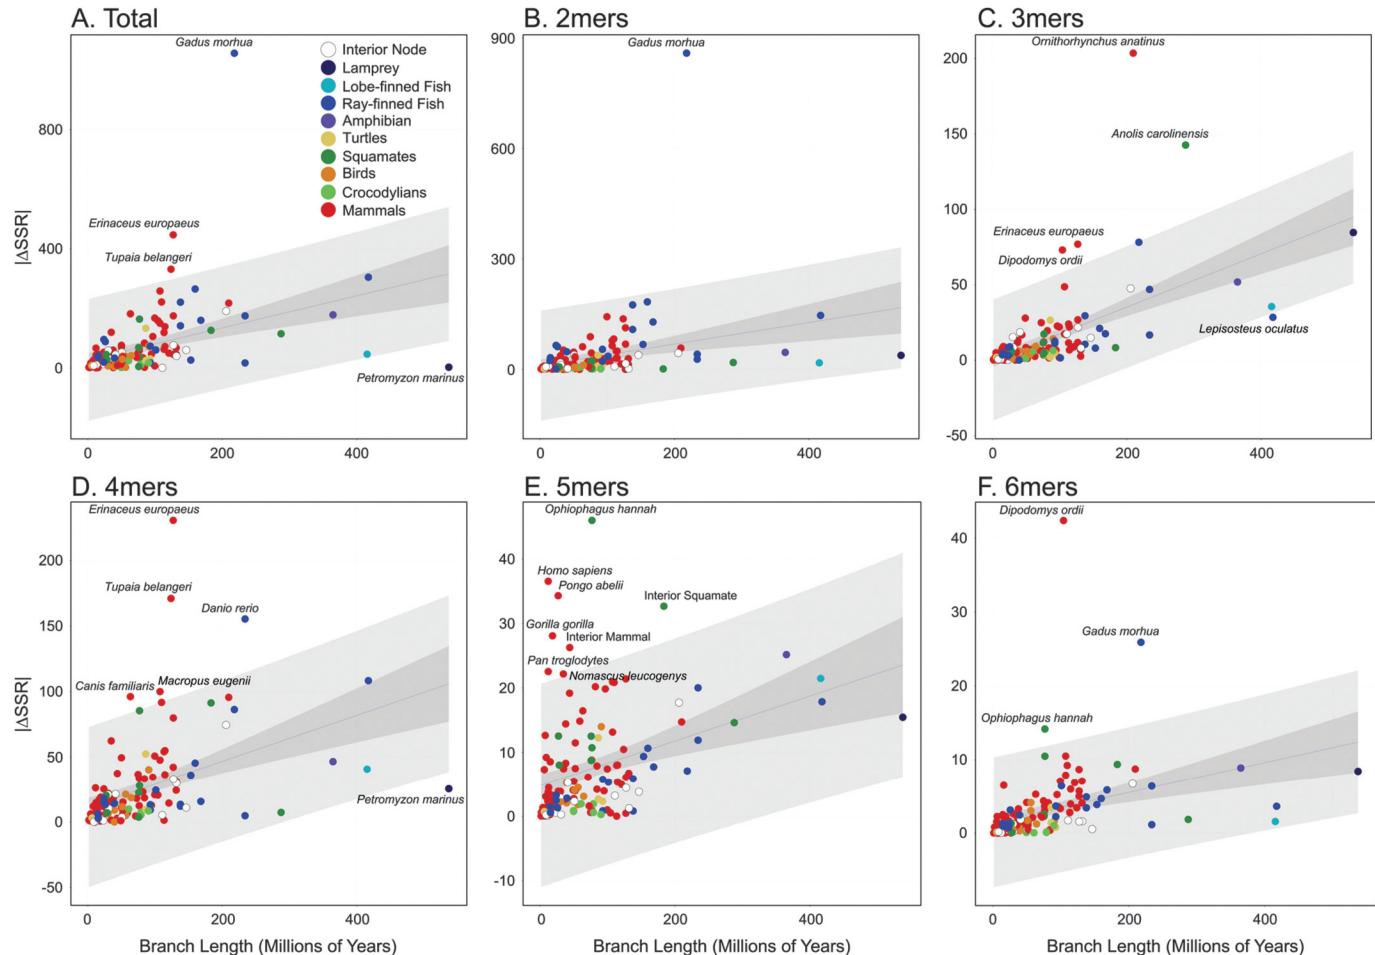 A. Total
Gadus morhua
Interior Node
Lamprey
Lobe-finned Fish
Ray-finned Fish
Amphibian
Turtles
Squamates
Birds
Crocodylians
Mammals
Erinaceus europaeus
Tupaia belangeri
Petromyzon marinus
|ΔSSR|
800
400
0
0 200 400
B. 2mers
Gadus morhua
900
600
300
0
0 200 400
C. 3mers
Ornithorhynchus anatinus
Anolis carolinensis
Erinaceus europaeus
Dipodomys ordii
Lepisosteus oculatus
200
150
100
50
0
-50
0 200 400
D. 4mers
Erinaceus europaeus
Tupaia belangeri
Danio rerio
Canis familiaris
Macropus eugenii
Petromyzon marinus
|ΔSSR|
200
150
100
50
0
-50
0 200 400
Branch Length (Millions of Years)
E. 5mers
Ophiophagus hannah
Homo sapiens
Pongo abelii
Interior Squamate
Gorilla gorilla
Interior Mammal
Pan troglodytes
Nomascus leucogenys
40
30
20
10
0
-10
0 200 400
Branch Length (Millions of Years)
F. 6mers
Dipodomys ordii
Gadus morhua
Ophiophagus hannah
40
30
20
10
0
0 200 400
Branch Length (Millions of Years)